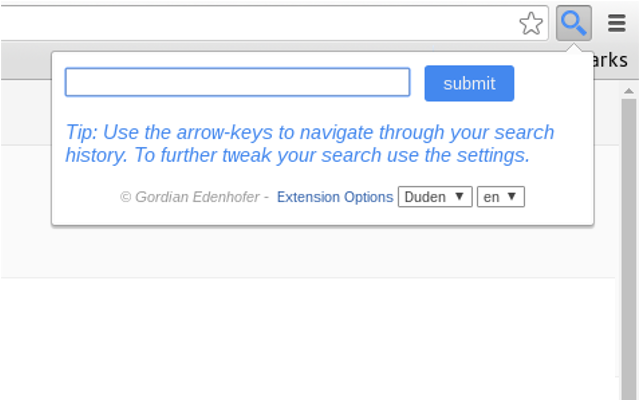 arks
submit
Tip: Use the arrow-keys to navigate through your search
history. To further tweak your search use the settings.
© Gordian Edenhofer - Extension Options Duden ▼ en ▼